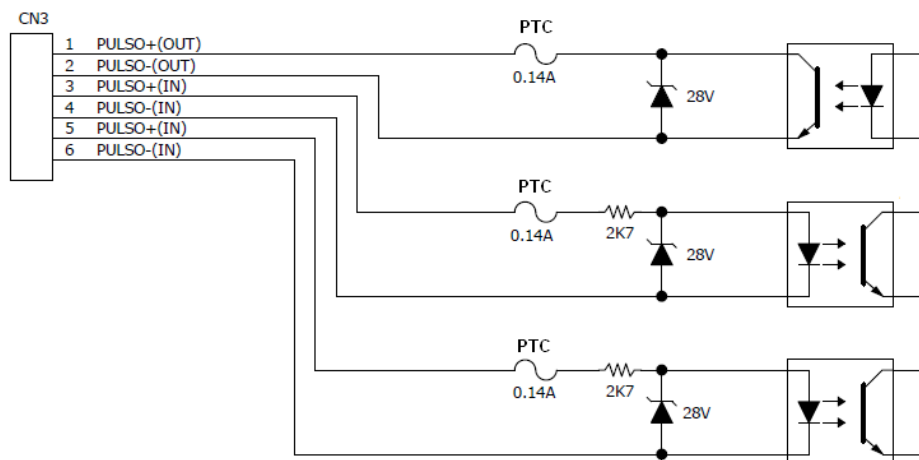 CN3
1 PULSO+(OUT)
2 PULSO-(OUT)
3 PULSO+(IN)
4 PULSO-(IN)
5 PULSO+(IN)
6 PULSO-(IN)
PTC
0.14A
28V
PTC
0.14A
2K7
28V
PTC
0.14A
2K7
28V